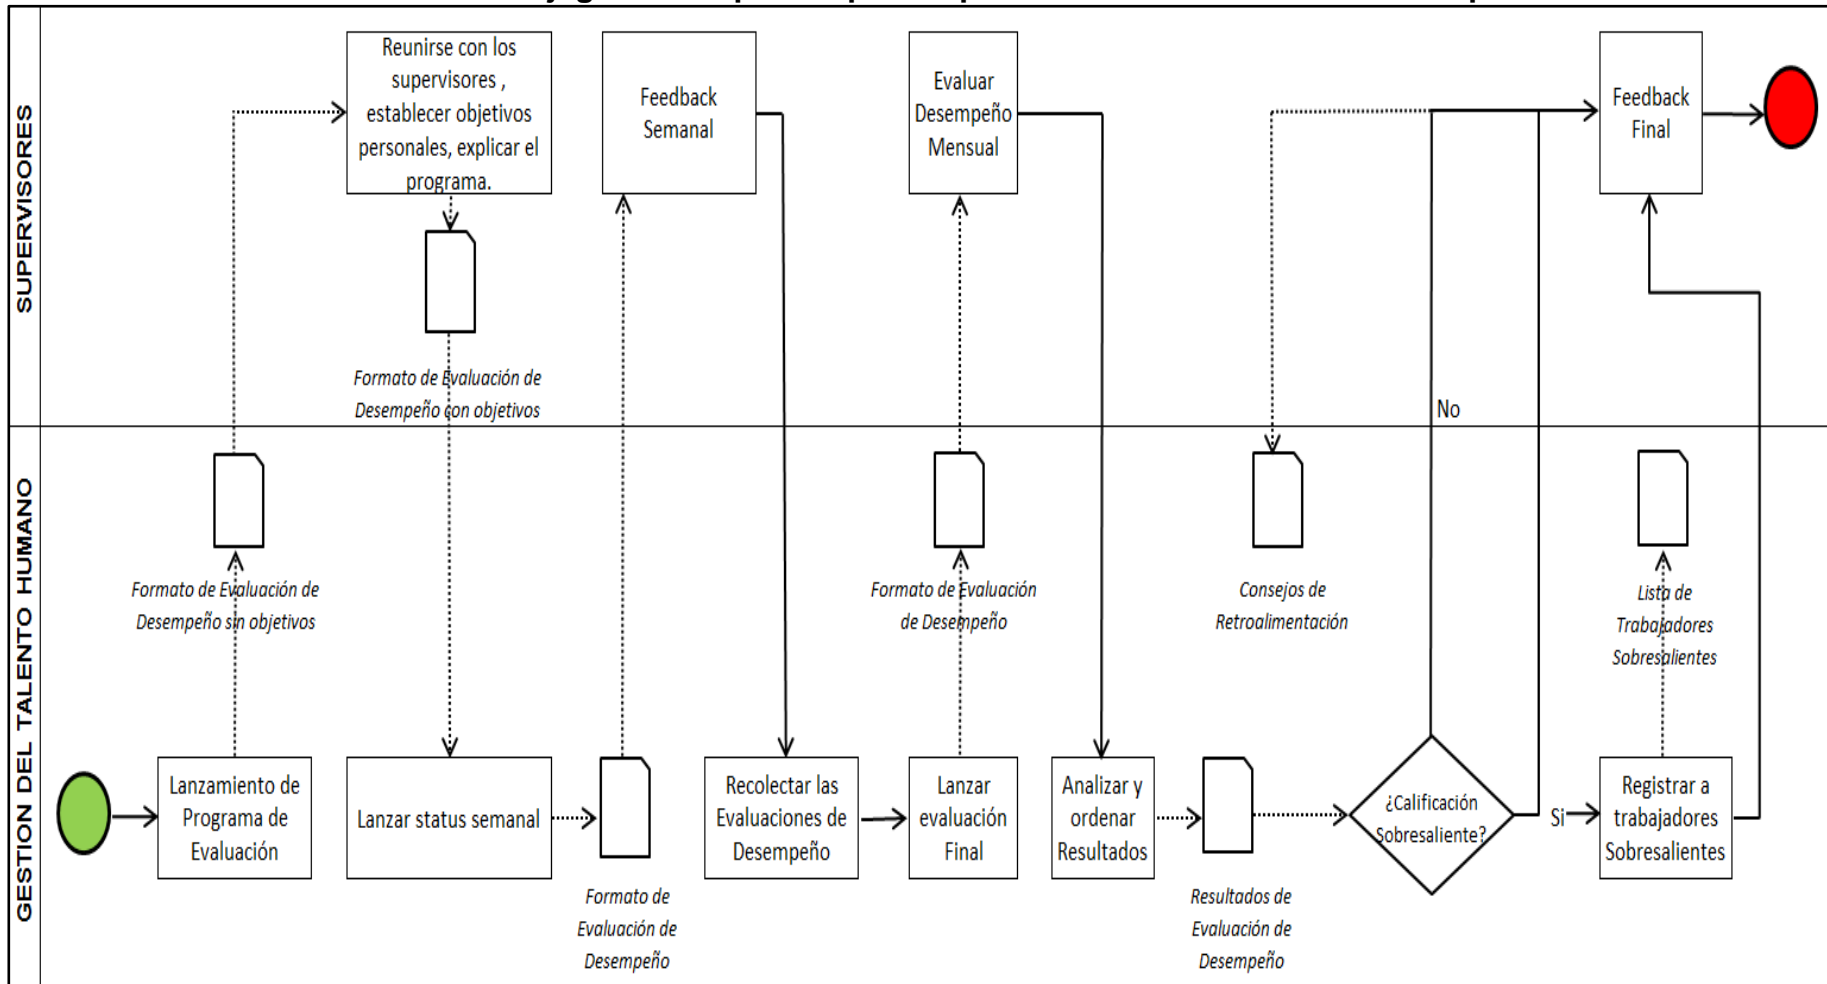 SUPERVISORES
Reunirse con los
supervisores ,
establecer objetivos
personales, explicar el
programa.
Feedback
Semanal
Evaluar
Desempeño
Mensual
Feedback
Final
Formato de Evaluación de
Desempeño con objetivos
No
GESTION DEL TALENTO HUMANO
Formato de Evaluación de
Desempeño sin objetivos
Formato de Evaluación
de Desempeño
Consejos de
Retroalimentación
Lista de
Trabajadores
Sobresalientes
Lanzamiento de
Programa de
Evaluación
Lanzar status semanal
Formato de
Evaluación de
Desempeño
Recolectar las
Evaluaciones de
Desempeño
Lanzar
evaluación
Final
Analizar y
ordenar
Resultados
Resultados de
Evaluación de
Desempeño
¿Calificación
Sobresaliente?
Si
Registrar a
trabajadores
Sobresalientes